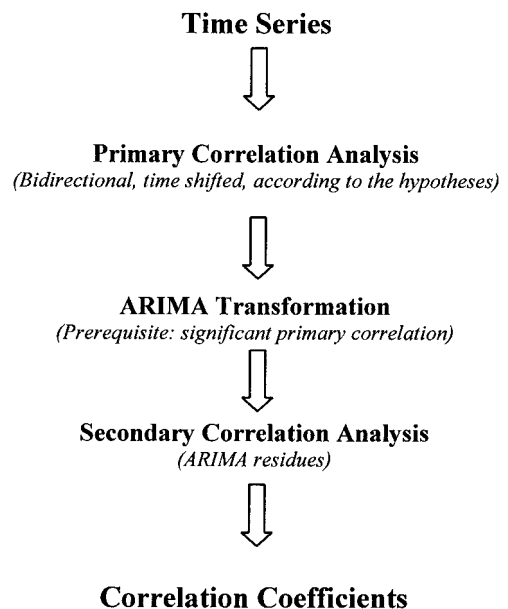 Time Series
Primary Correlation Analysis
(Bidirectional, time shifted, according to the hypotheses)
ARIMA Transformation
(Prerequisite: significant primary correlation)
Secondary Correlation Analysis
(ARIMA residues)
Correlation Coefficients